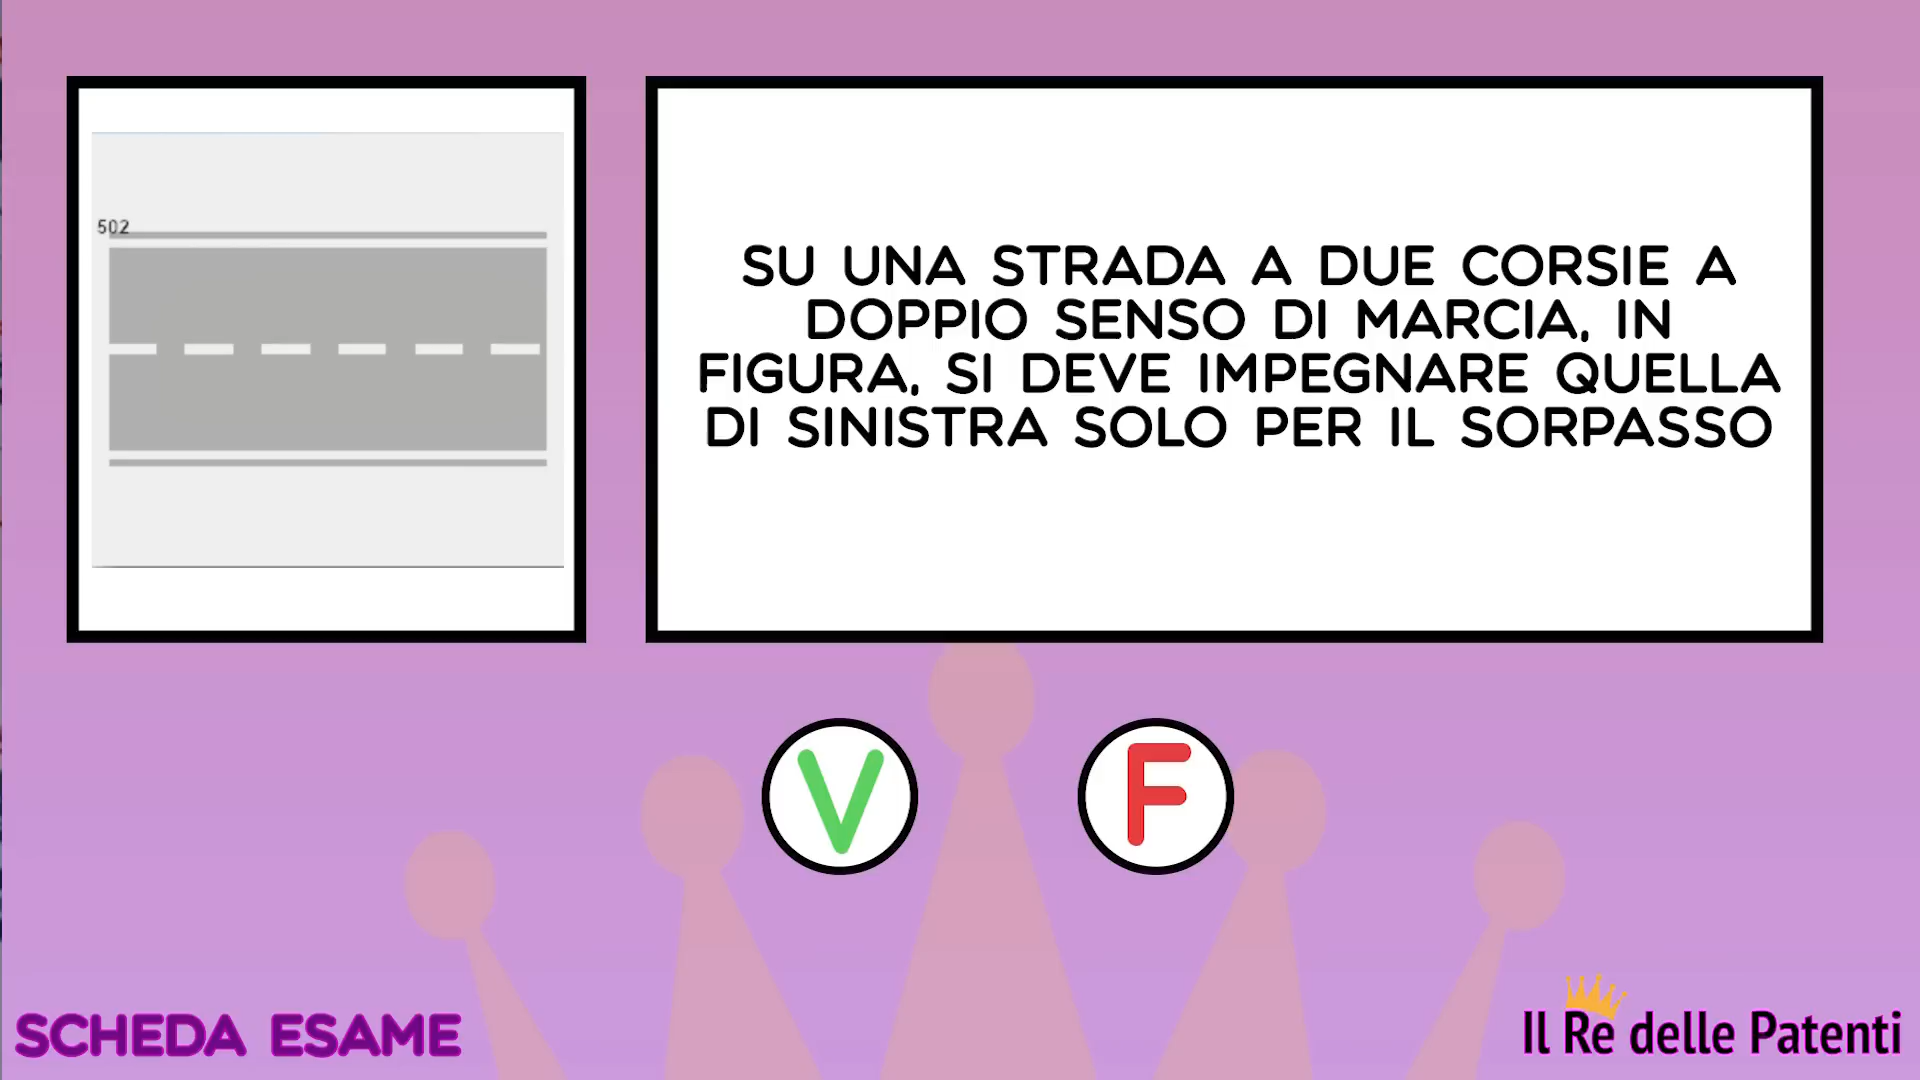 502
SU UNA STRADA A DUE CORSIE A
DOPPIO SENSO DI MARCIA, IN
FIGURA, SI DEVE IMPEGNARE QUELLA
DI SINISTRA SOLO PER IL SORPASSO
V F
SCHEDA ESAME
Il Re delle Patenti